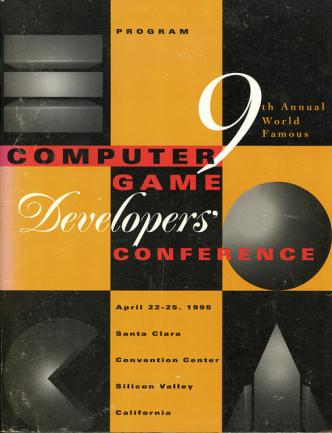 PROGRAM
9th Annual
World
Famous
COMPUTER
GAME
Developers'
CONFERENCE
April 22-25. 1995
Santa Clara
Convention Center
Silicon Valley
California